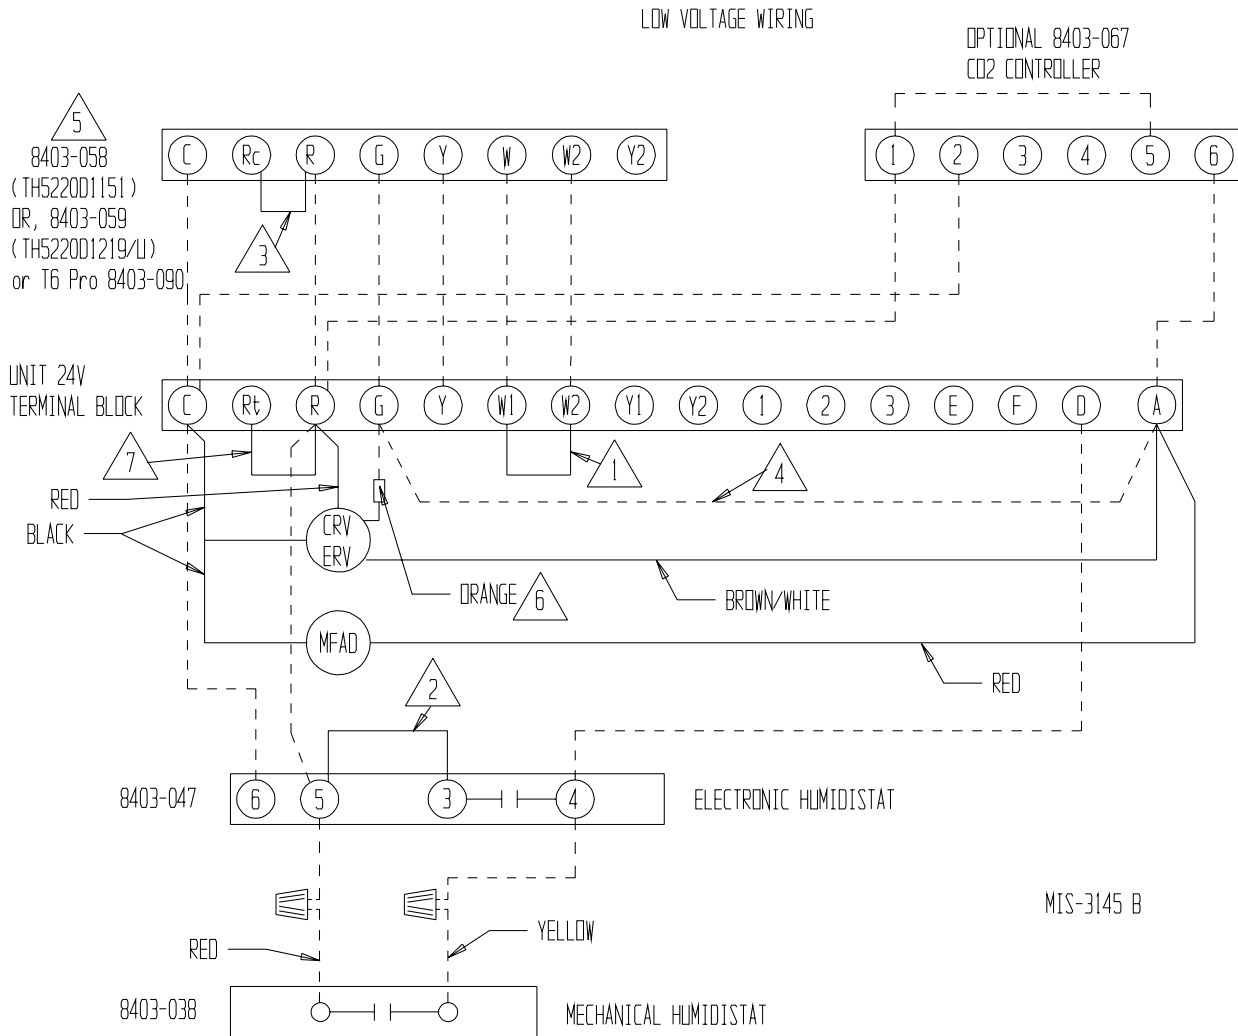 LOW VOLTAGE WIRING
OPTIONAL 8403-067
CO2 CONTROLLER
5
8403-058
(TH5220D1151)
OR, 8403-059
(TH5220D1219/U)
or T6 Pro 8403-090
C Rc R G Y W W2 Y2
1 2 3 4 5 6
3
UNIT 24V
TERMINAL BLOCK
C Rt R G Y W1 W2 Y1 Y2 1 2 3 E F D A
7
1
4
RED
BLACK
CRV
ERV
ORANGE
6
BROWN/WHITE
MFAD
RED
2
8403-047
6 5 3 4
ELECTRONIC HUMIDISTAT
MIS-3145 B
RED
YELLOW
8403-038
MECHANICAL HUMIDISTAT